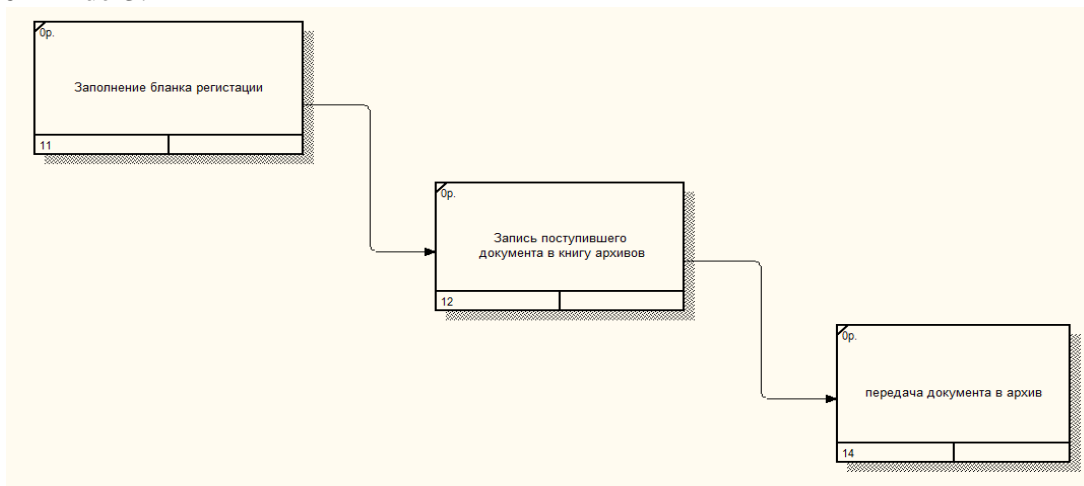 0р.
Заполнение бланка регистации
11
0р.
Запись поступившего
документа в книгу архивов
12
0р.
передача документа в архив
14